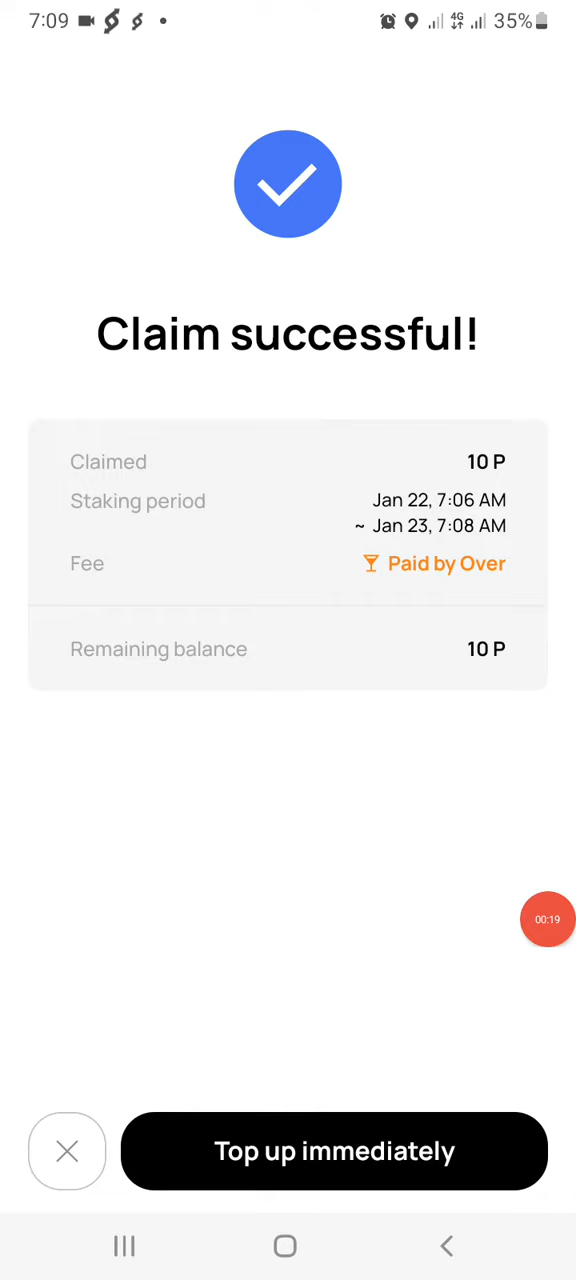 7:09
4G
35%
Claim successful!
Claimed 10 P
Staking period Jan 22, 7:06 AM
~ Jan 23, 7:08 AM
Fee Paid by Over
Remaining balance 10 P
00:19
Top up immediately